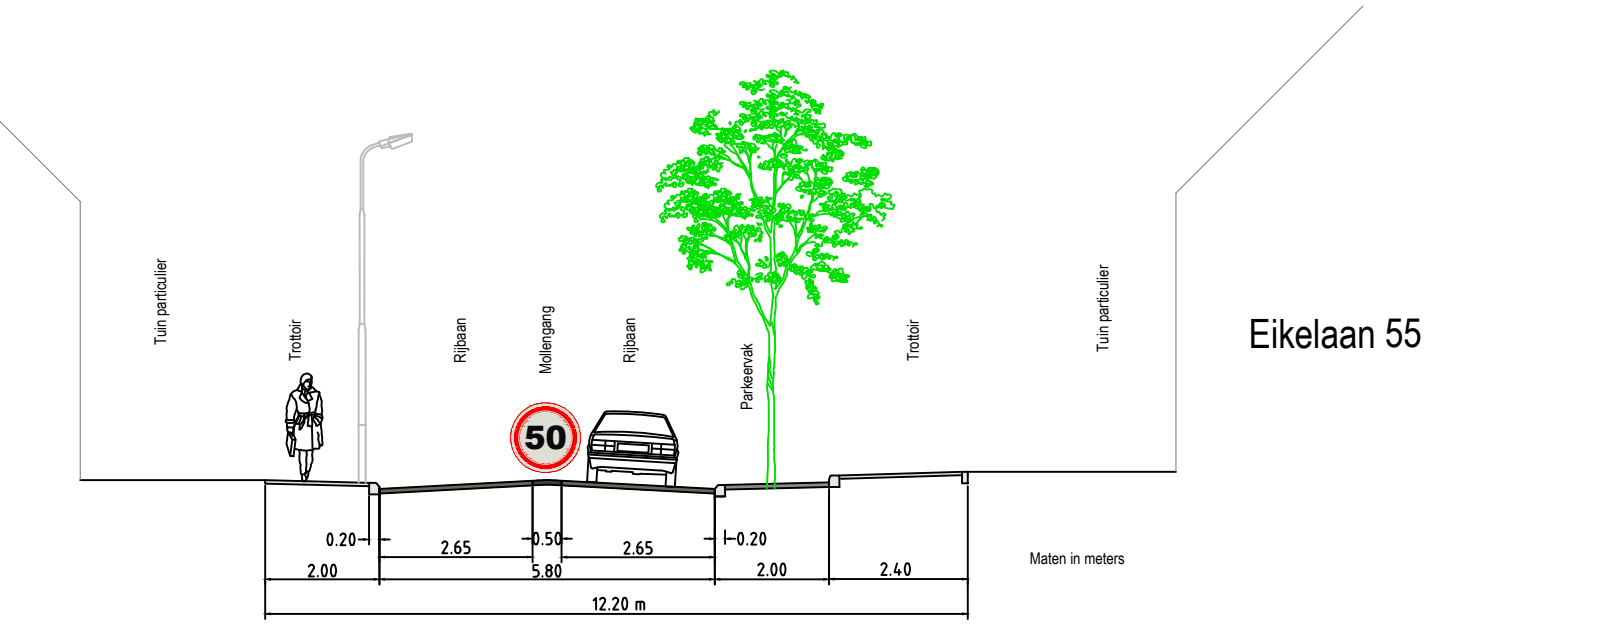 Tuin particulier
Trottoir
Rijbaan
Mollengang
Rijbaan
Parkeervak
Trottoir
Tuin particulier
Eikelaan 55
50
0.20
2.65
0.50
2.65
0.20
2.00
5.80
2.00
2.40
12.20 m
Maten in meters